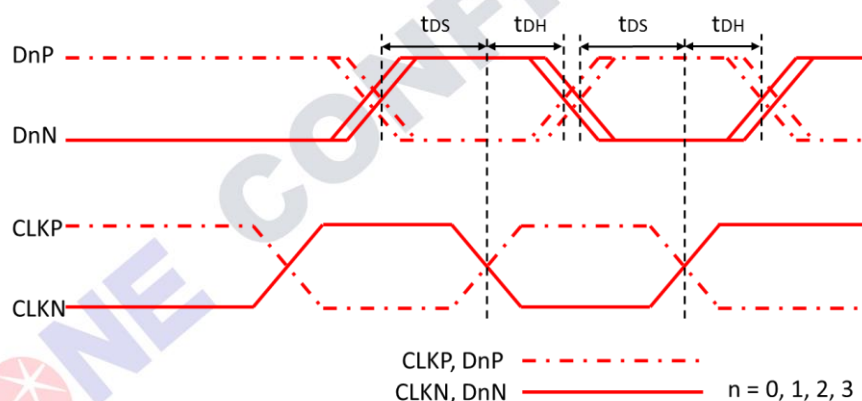 tDS tDH tDS tDH
DnP
DnN
CLKP
CLKN
CLKP, DnP
CLKN, DnN n = 0, 1, 2, 3